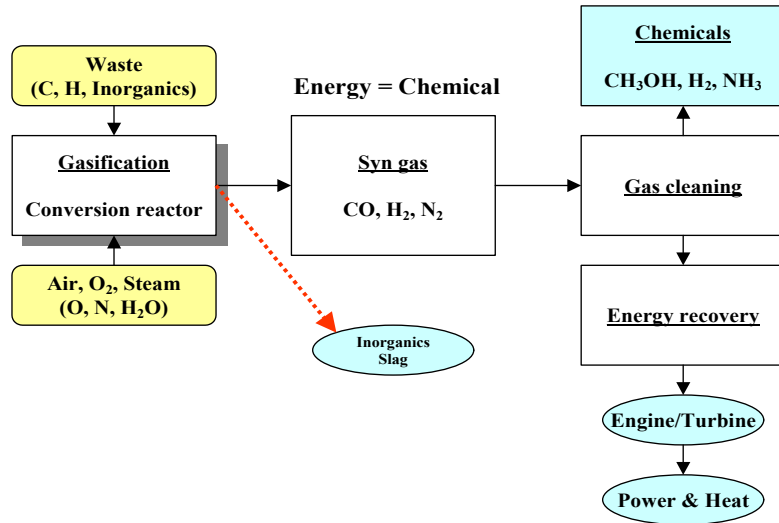 Waste
(C, H, Inorganics)
Gasification
Conversion reactor
Air, O₂, Steam
(O, N, H₂O)
Energy = Chemical
Syn gas
CO, H₂, N₂
Inorganics
Slag
Chemicals
CH₃OH, H₂, NH₃
Gas cleaning
Energy recovery
Engine/Turbine
Power & Heat